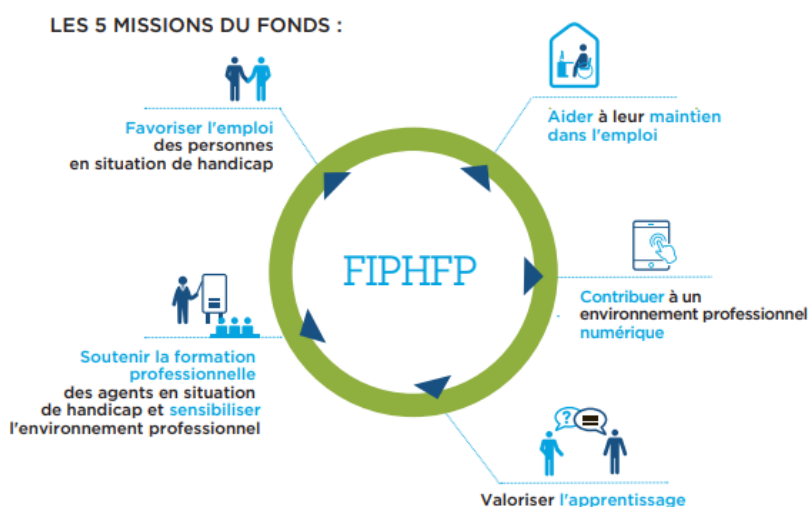 LES 5 MISSIONS DU FONDS :
Favoriser l'emploi
des personnes
en situation de handicap
Aider à leur maintien
dans l'emploi
FIPHFP
Contribuer à un
environnement professionnel
numérique
Soutenir la formation
professionnelle
des agents en situation
de handicap et sensibiliser
l'environnement professionnel
?
Valoriser l'apprentissage